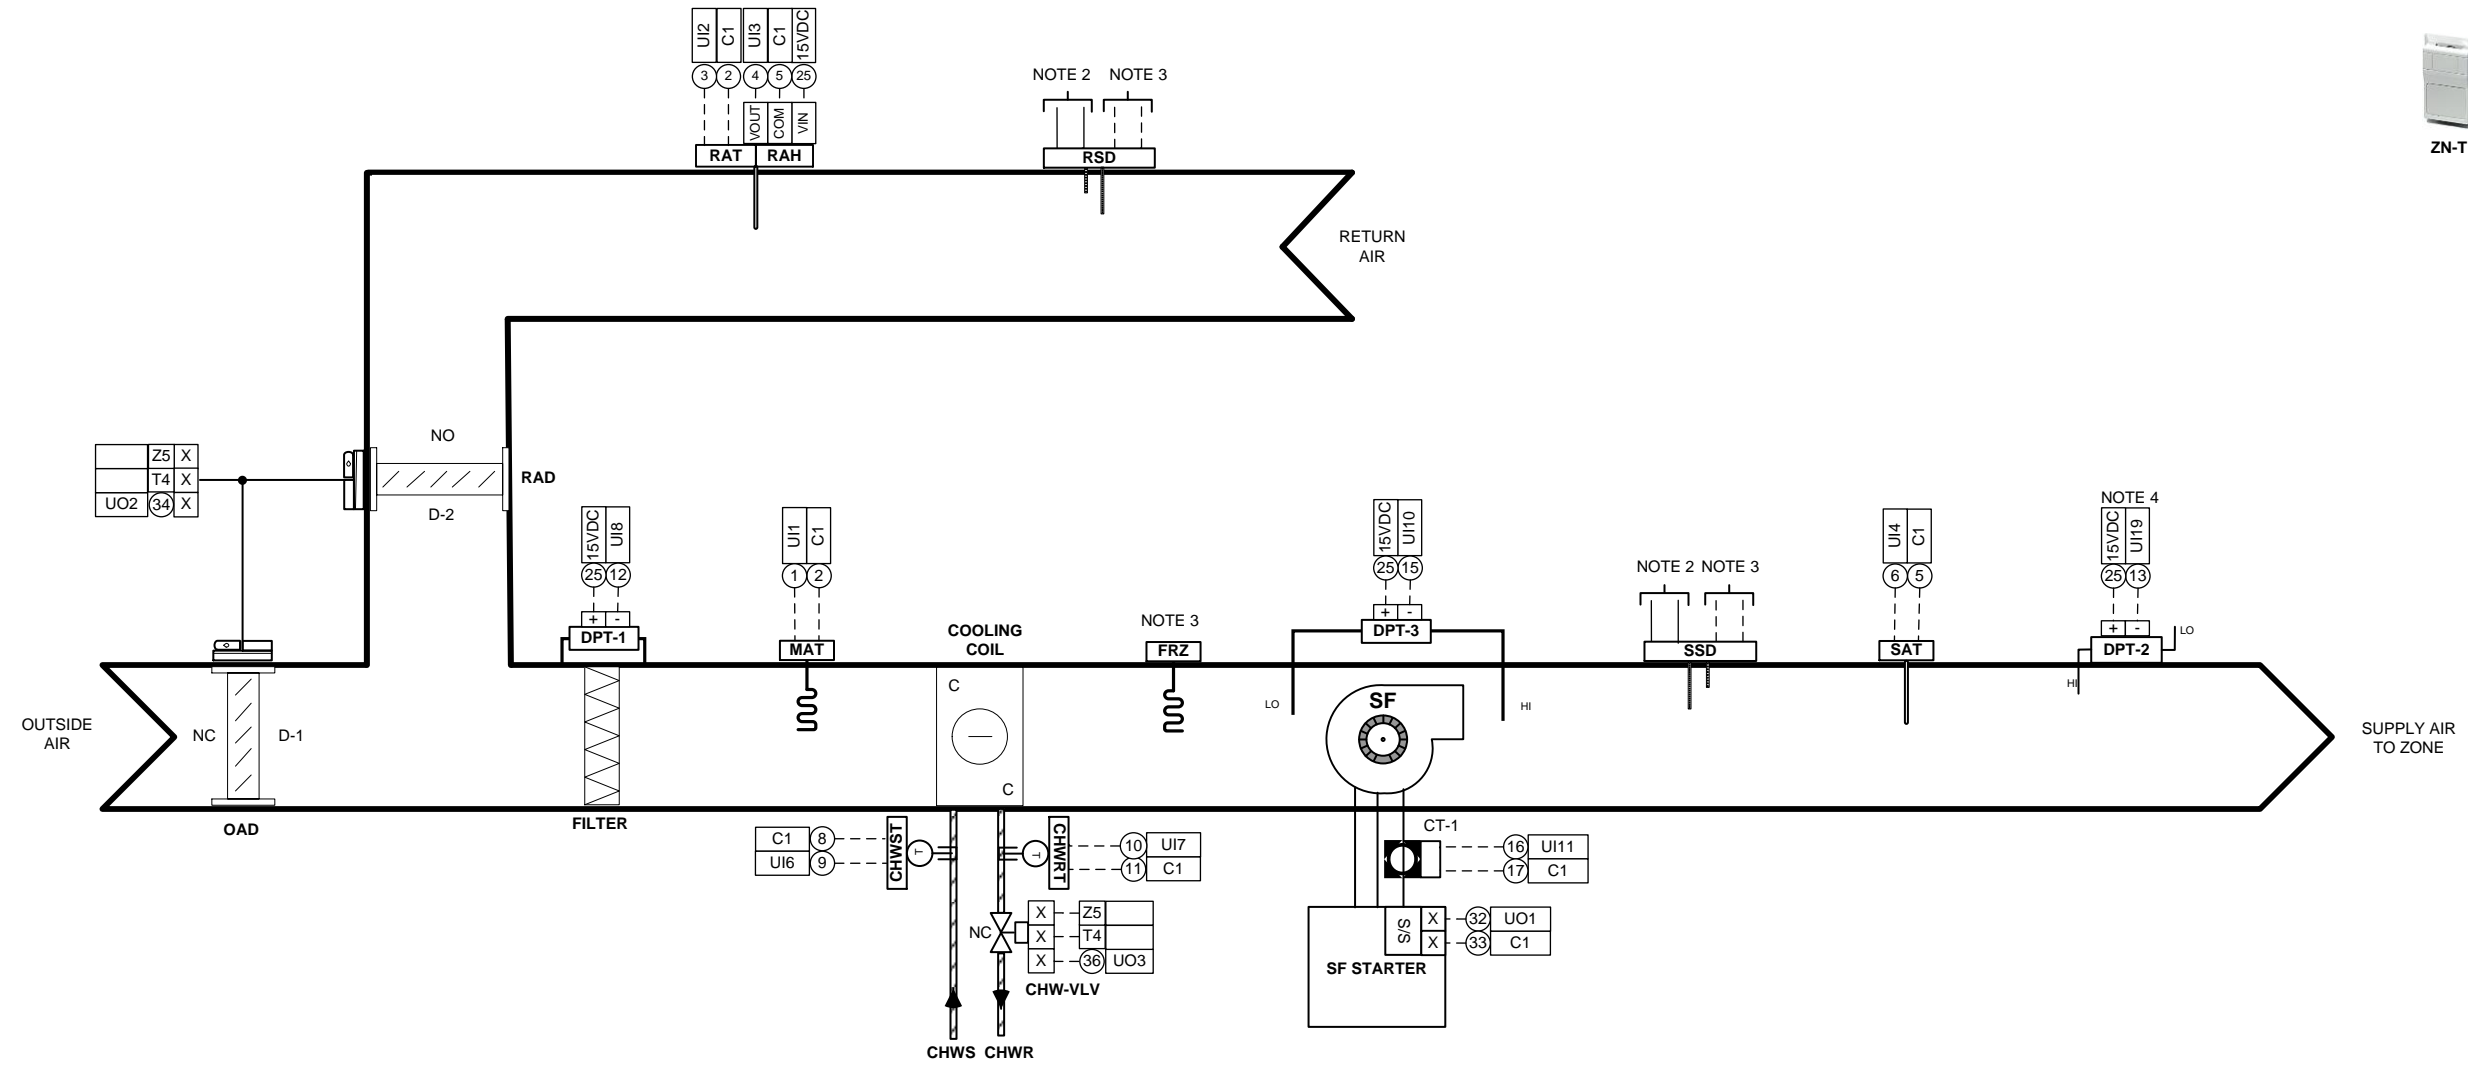 UI2 C1 UI3 C1 15VDC
3 2 4 5 25
VOUT COM VIN
RAT RAH
NOTE 2 NOTE 3
RSD
ZN-T
RETURN
AIR
NO
RAD
D-2
Z5 X
T4 X
UO2 34 X
15VDC UI8
25 12
+ -
DPT-1
UI1 C1
1 2
MAT
COOLING
COIL
NOTE 3
FRZ
15VDC UI10
25 15
+ -
DPT-3
LO
HI
NOTE 2 NOTE 3
SSD
UI4 C1
6 5
SAT
NOTE 4
15VDC UI19
25 13
+ -
DPT-2
LO
HI
OUTSIDE
AIR
NC
D-1
OAD
FILTER
C
C
SF
SUPPLY AIR
TO ZONE
C1 8
UI6 9
CHWST
T
T
CHWRT
10 UI7
11 C1
NC
X Z5
X T4
X 36 UO3
CHW-VLV
CHWS CHWR
CT-1
16 UI11
17 C1
S/S
X 32 UO1
X 33 C1
SF STARTER